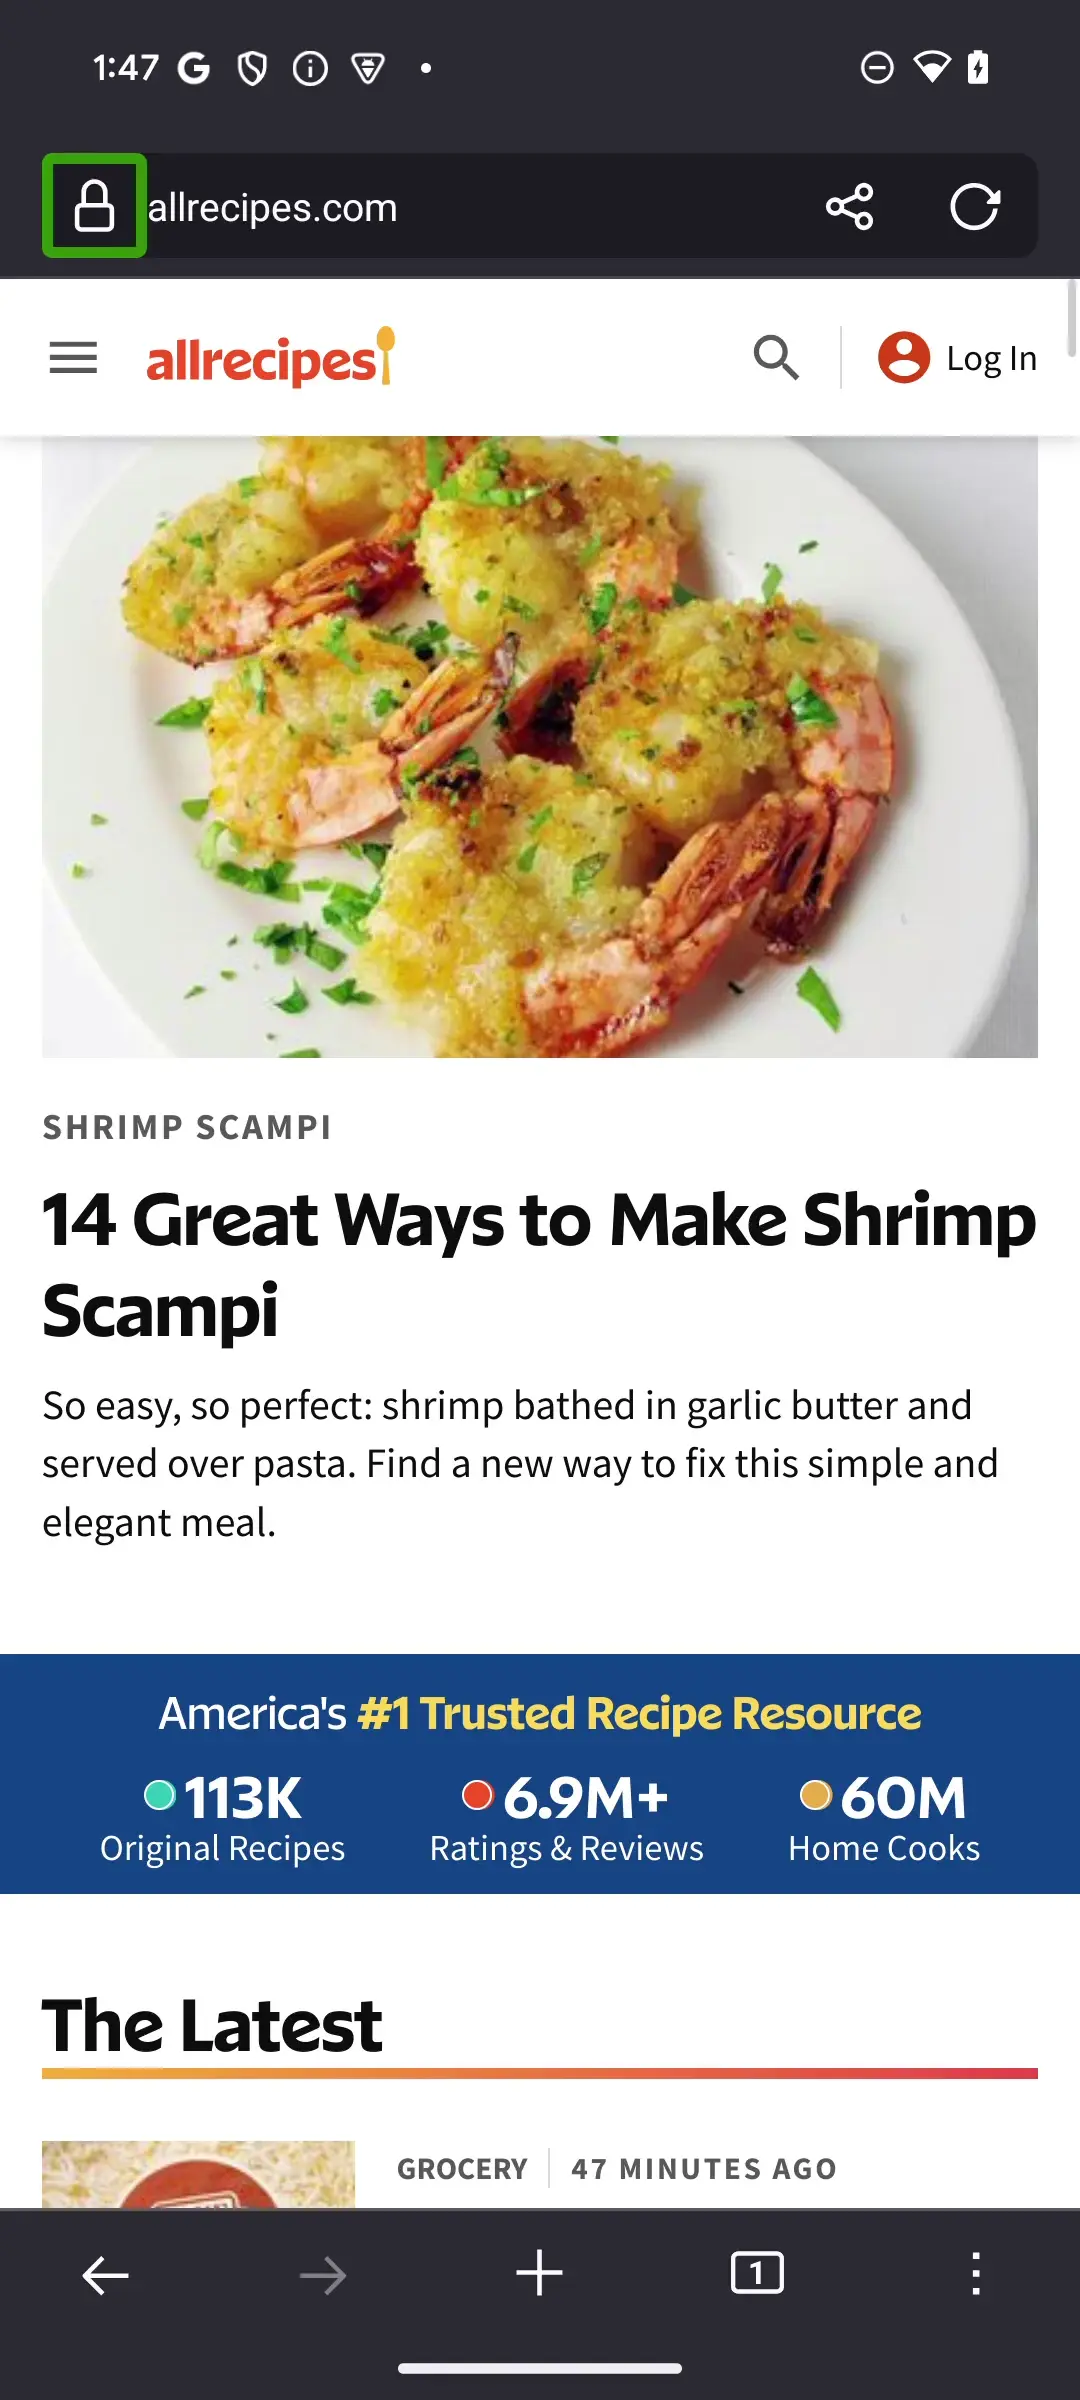 1:47
allrecipes.com
allrecipes
Log In
SHRIMP SCAMPI
14 Great Ways to Make Shrimp
Scampi
So easy, so perfect: shrimp bathed in garlic butter and
served over pasta. Find a new way to fix this simple and
elegant meal.
America's #1 Trusted Recipe Resource
113K
Original Recipes
6.9M+
Ratings & Reviews
60M
Home Cooks
The Latest
GROCERY
47 MINUTES AGO
1